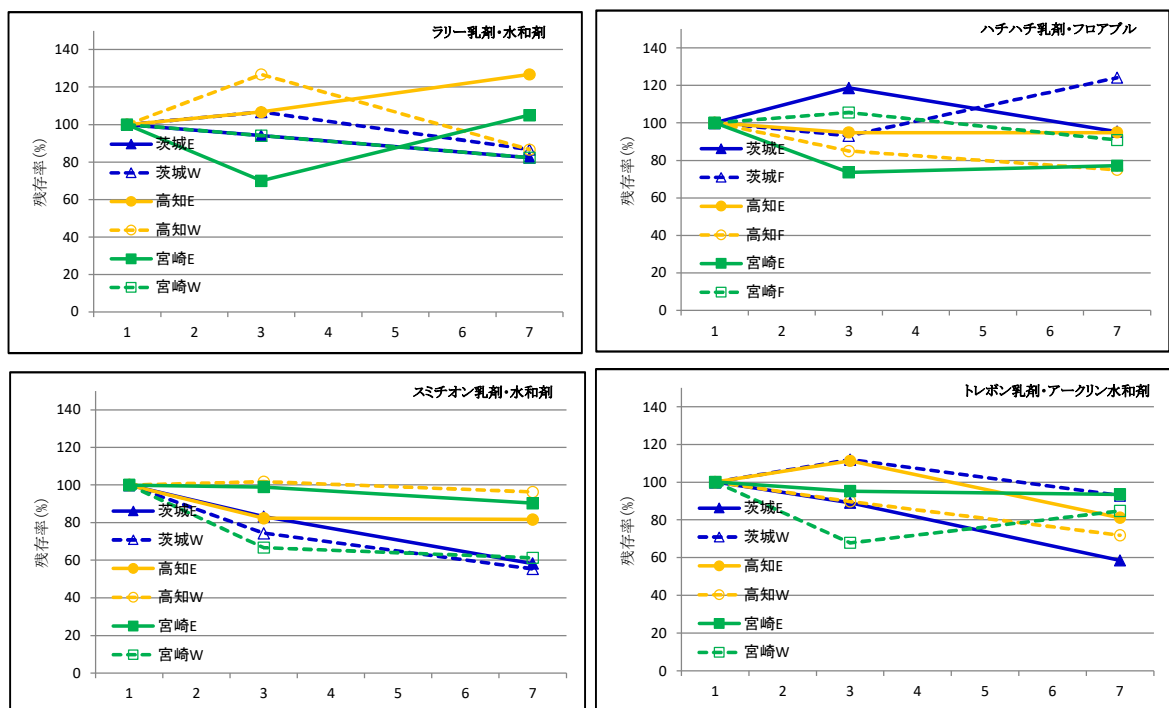 ラリー乳剤・水和剤
残存率(%)
140
120
100
80
60
40
20
0
茨城E
茨城W
高知E
高知W
宮崎E
宮崎W
1 2 3 4 5 6 7
ハチハチ乳剤・フロアブル
残存率(%)
140
120
100
80
60
40
20
0
茨城E
茨城F
高知E
高知F
宮崎E
宮崎F
1 2 3 4 5 6 7
スミチオン乳剤・水和剤
残存率(%)
140
120
100
80
60
40
20
0
茨城E
茨城W
高知E
高知W
宮崎E
宮崎W
1 2 3 4 5 6 7
トレボン乳剤・アークリン水和剤
残存率(%)
140
120
100
80
60
40
20
0
茨城E
茨城W
高知E
高知W
宮崎E
宮崎W
1 2 3 4 5 6 7